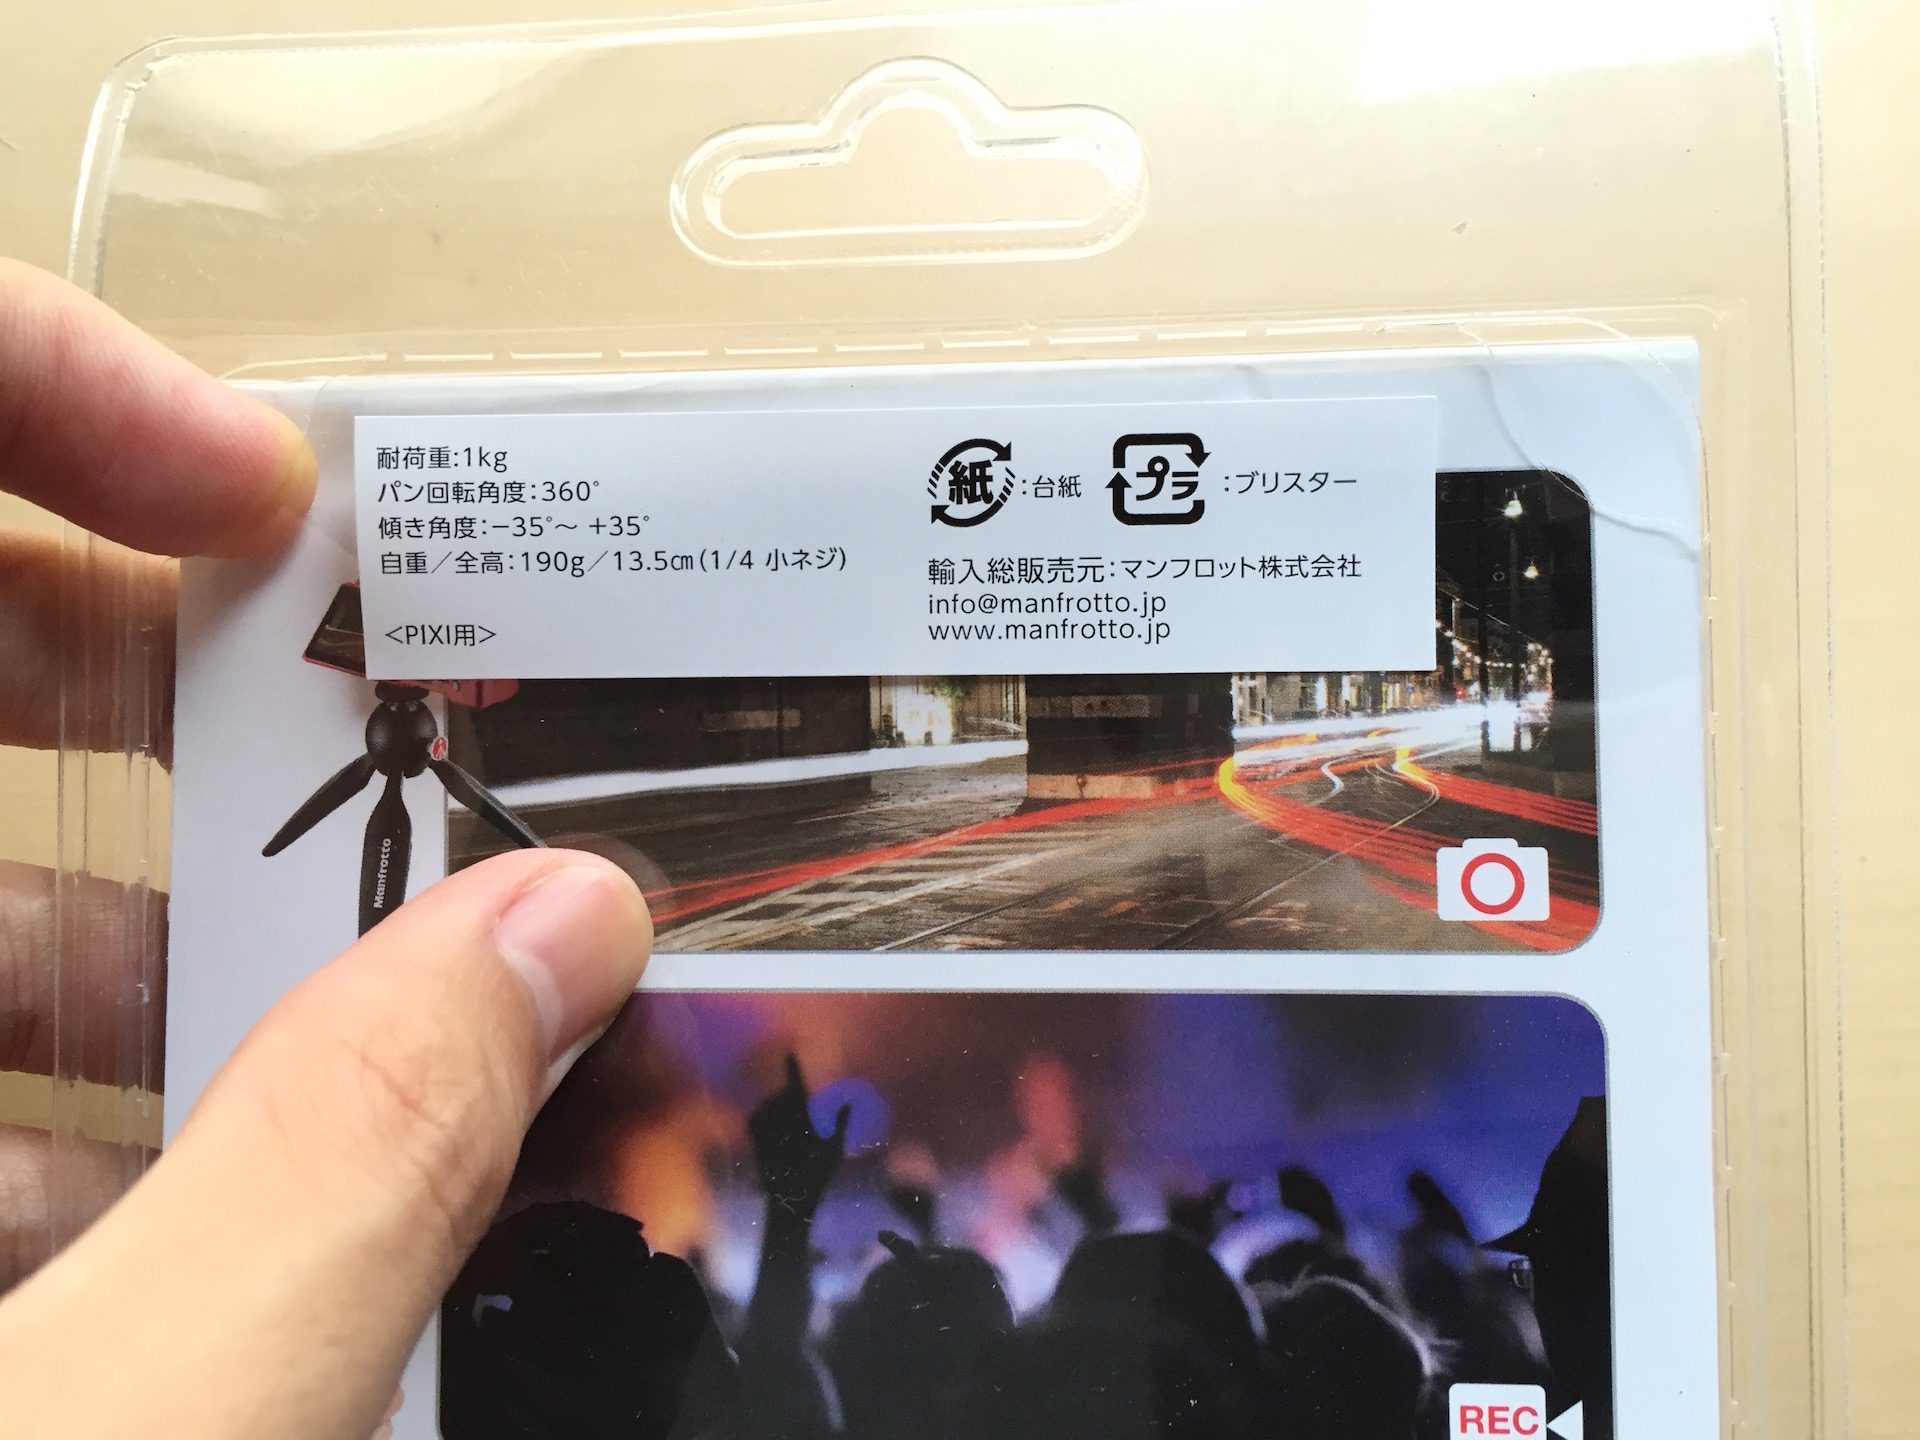 耐荷重:1kg
パン回転角度:360°
傾き角度:−35°〜 +35°
自重／全高:190g／13.5㎝(1/4 小ネジ)
<PIXI用>
紙:台紙
プラ:ブリスター
輸入総販売元:マンフロット株式会社
info@manfrotto.jp
www.manfrotto.jp
Manfrotto
REC